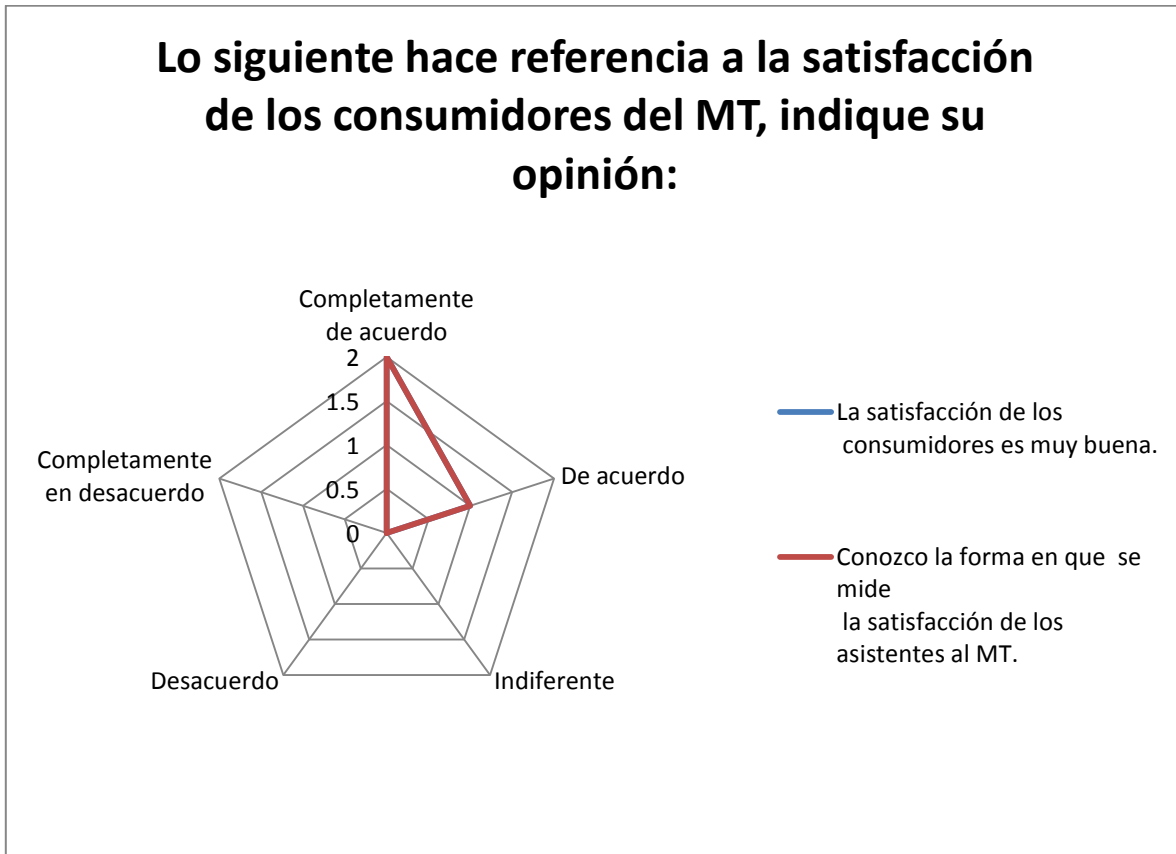 Lo siguiente hace referencia a la satisfacción
de los consumidores del MT, indique su
opinión:
Completamente
de acuerdo
2
1.5
1
0.5
0
De acuerdo
Indiferente
Desacuerdo
Completamente
en desacuerdo
La satisfacción de los
consumidores es muy buena.
Conozco la forma en que se
mide
la satisfacción de los
asistentes al MT.